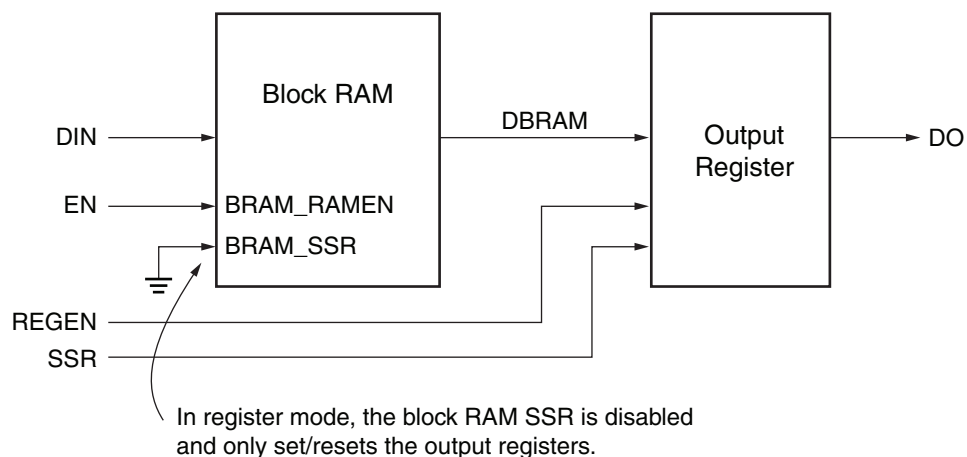 Block RAM
DBRAM
Output
Register
DIN
DO
EN
BRAM_RAMEN
BRAM_SSR
REGEN
SSR
In register mode, the block RAM SSR is disabled
and only set/resets the output registers.